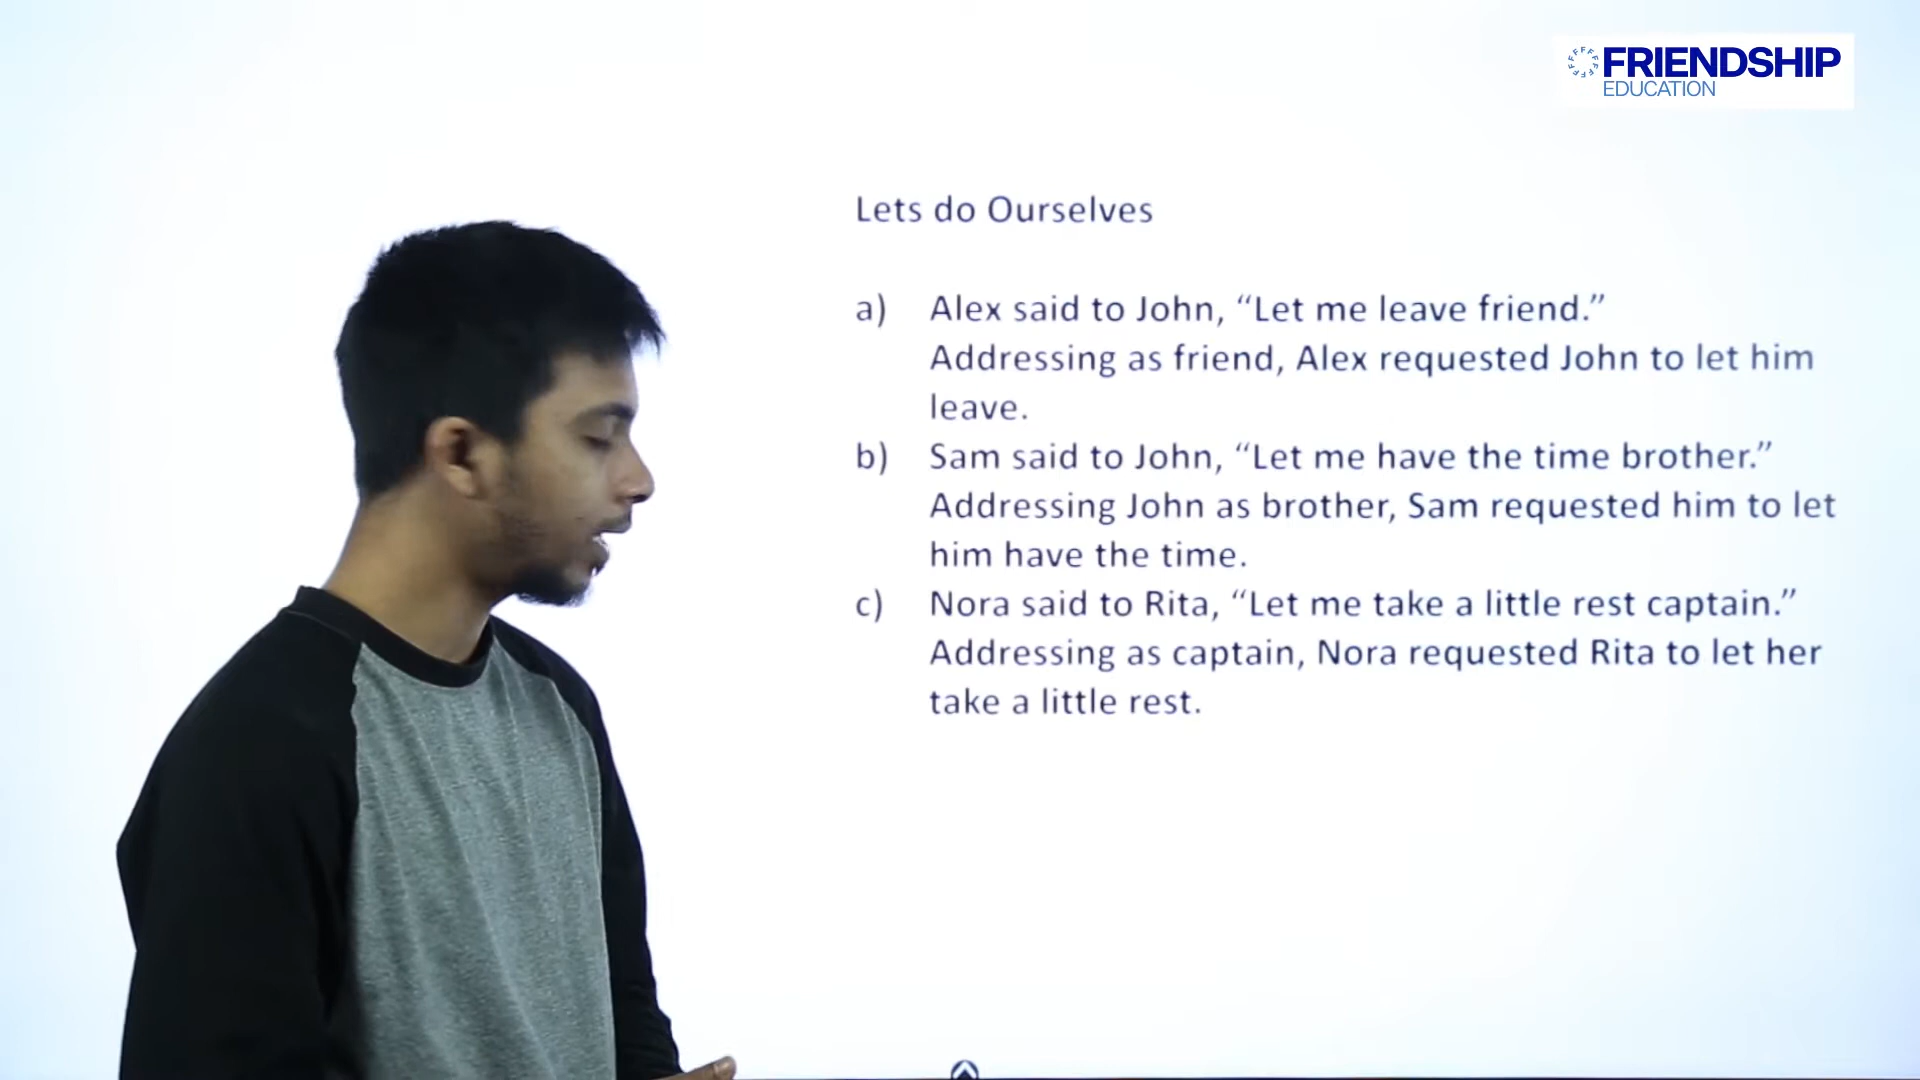 FRIENDSHIP
EDUCATION
Lets do Ourselves
a) Alex said to John, “Let me leave friend.”
Addressing as friend, Alex requested John to let him
leave.
b) Sam said to John, “Let me have the time brother.”
Addressing John as brother, Sam requested him to let
him have the time.
c) Nora said to Rita, “Let me take a little rest captain.”
Addressing as captain, Nora requested Rita to let her
take a little rest.